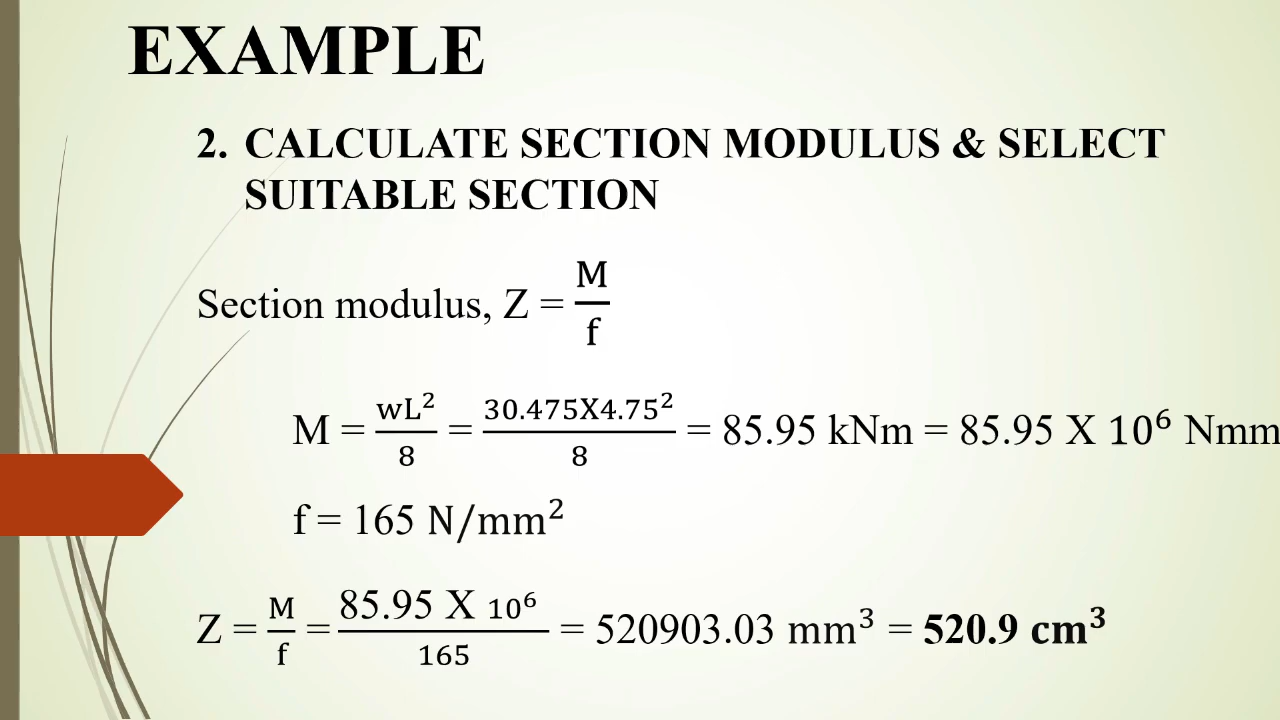 EXAMPLE
2. CALCULATE SECTION MODULUS & SELECT
SUITABLE SECTION
Section modulus, Z = M/f
M = wL²/8 = 30.475X4.75²/8 = 85.95 kNm = 85.95 X 10⁶ Nmm
f = 165 N/mm²
Z = M/f = 85.95 X 10⁶/165 = 520903.03 mm³ = 520.9 cm³